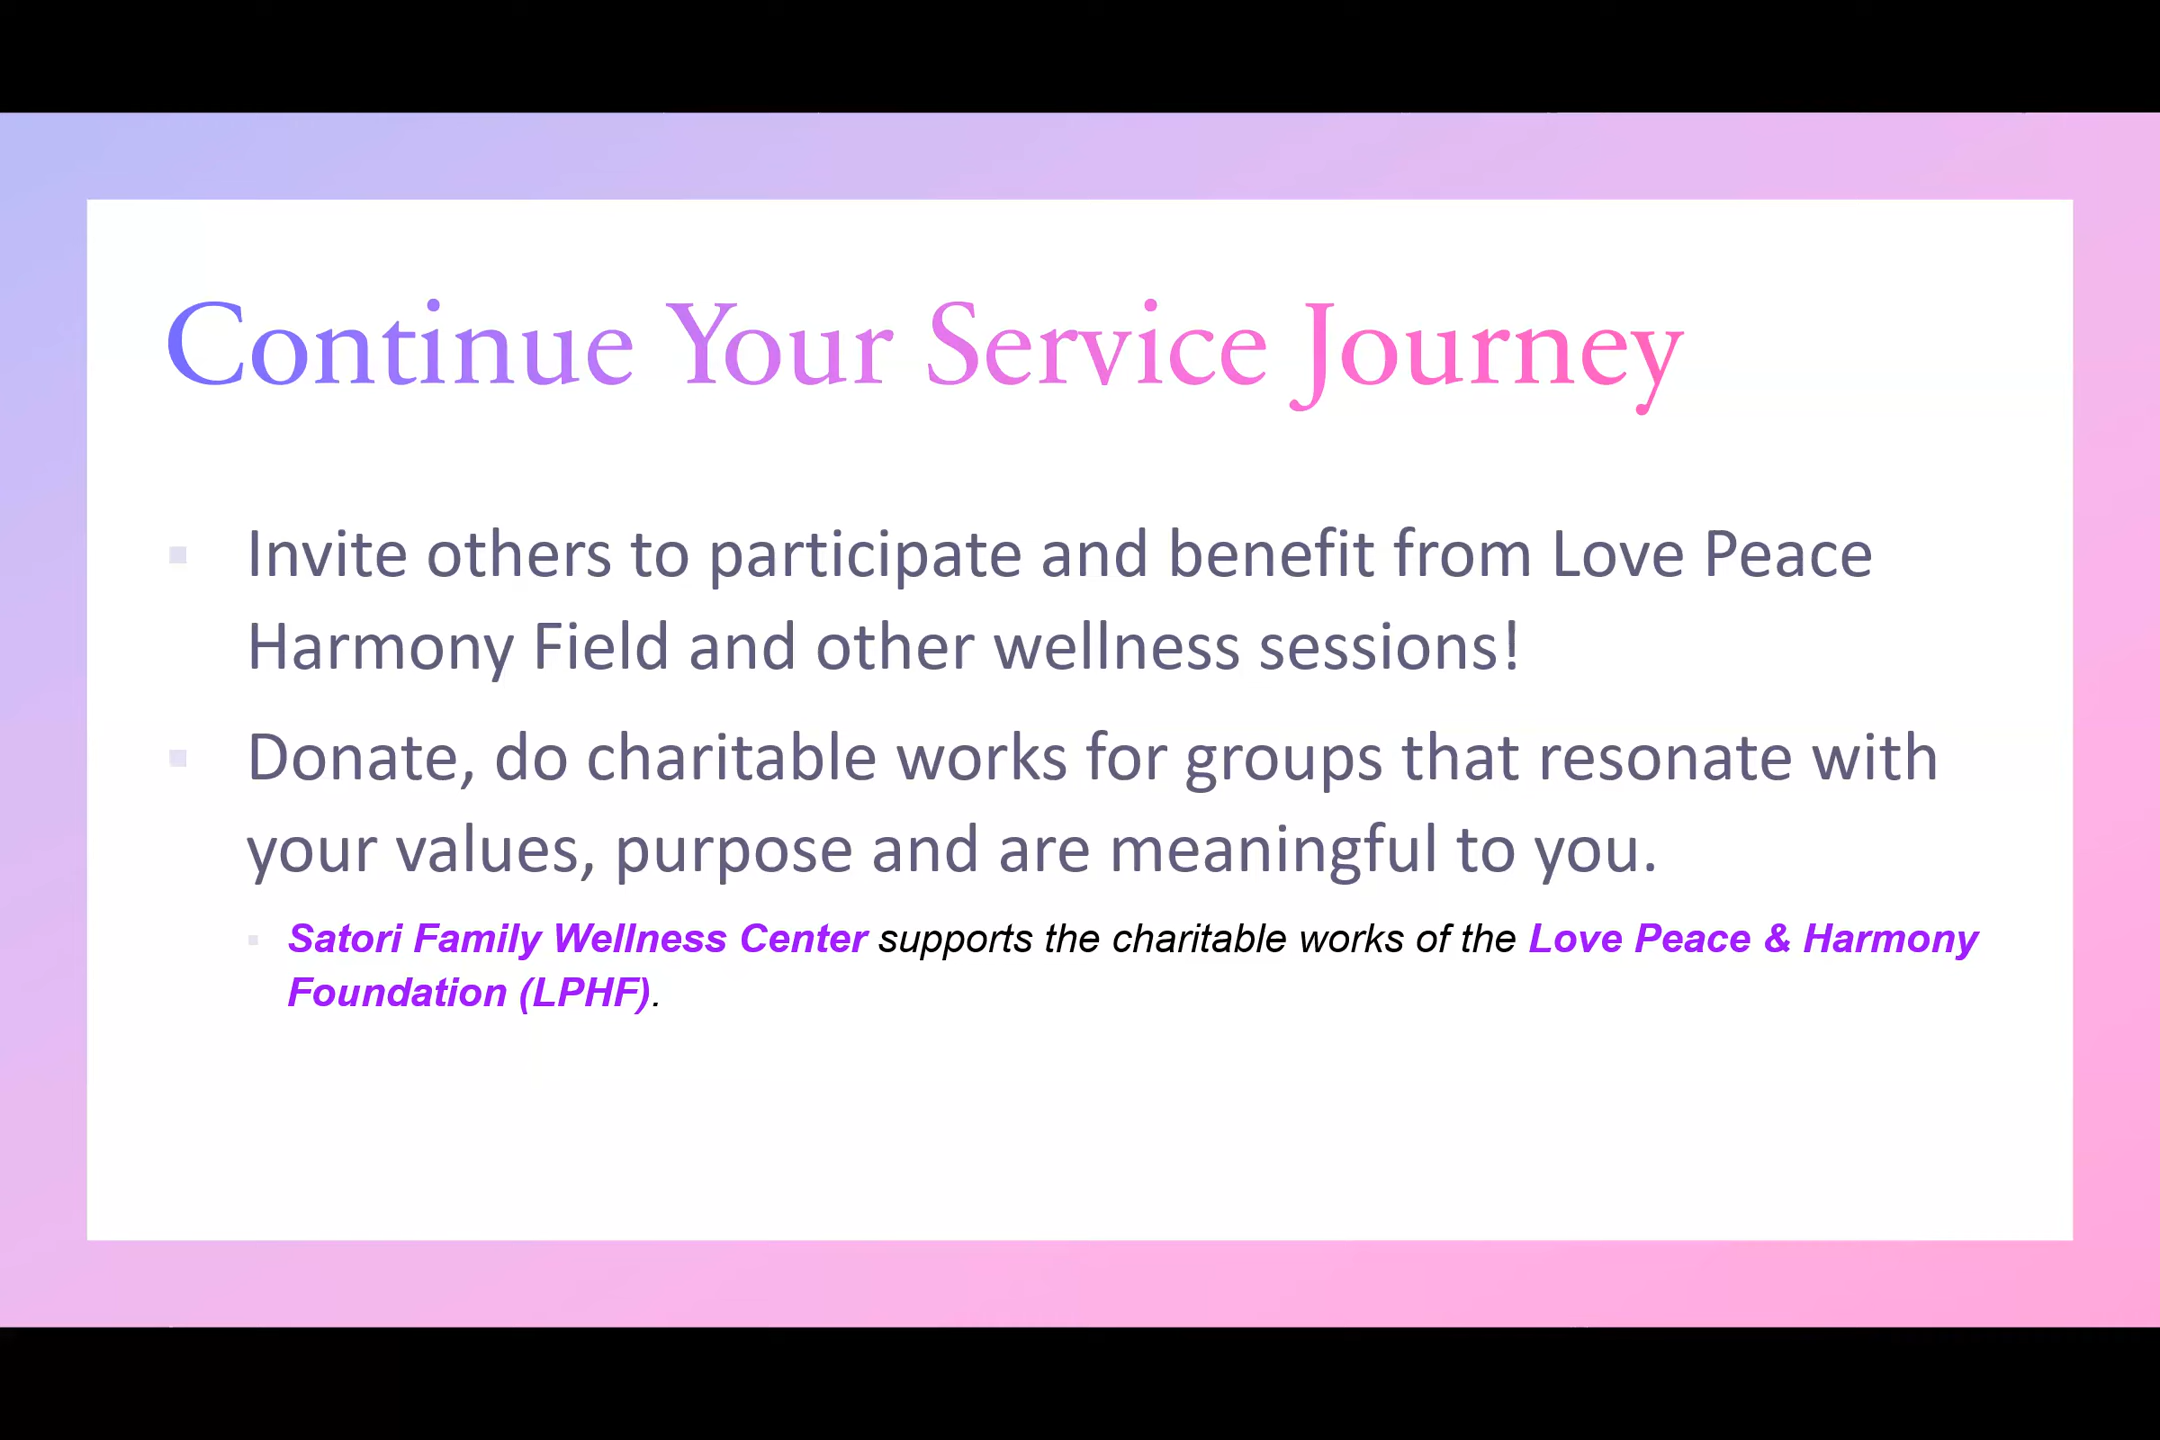 Continue Your Service Journey
Invite others to participate and benefit from Love Peace
Harmony Field and other wellness sessions!
Donate, do charitable works for groups that resonate with
your values, purpose and are meaningful to you.
Satori Family Wellness Center supports the charitable works of the Love Peace & Harmony
Foundation (LPHF).